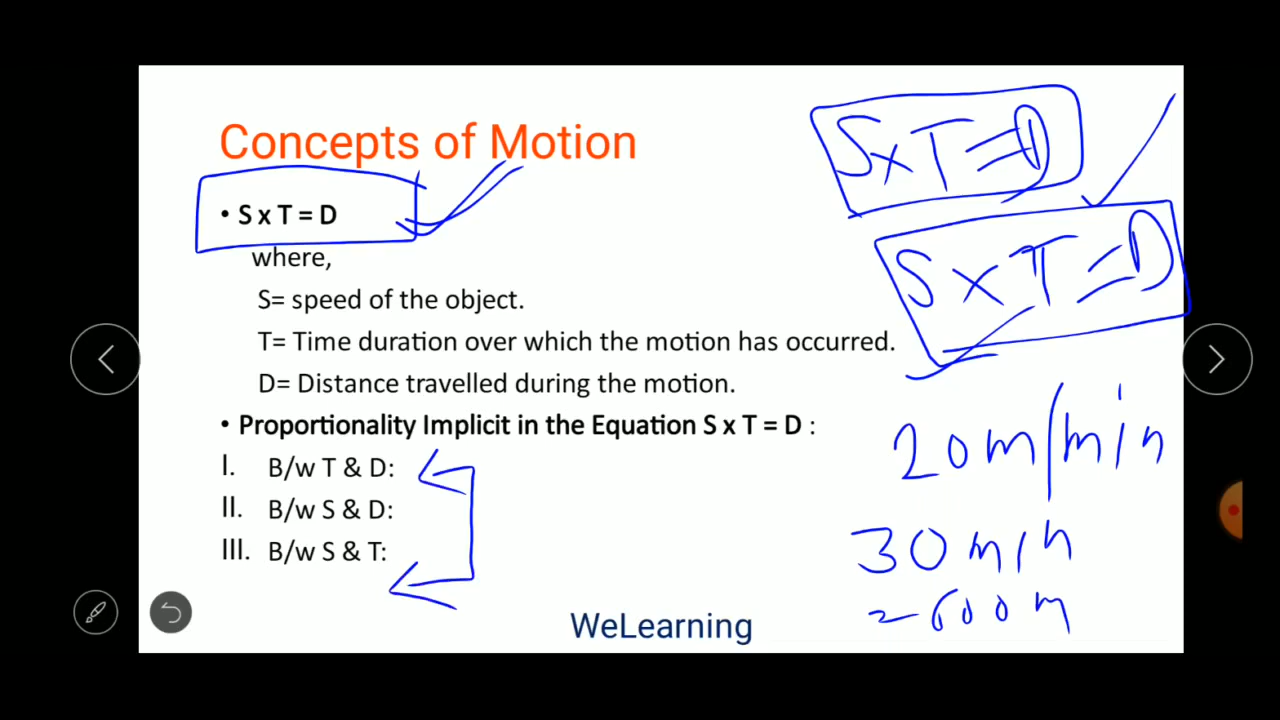 Concepts of Motion
• S x T = D
where,
S= speed of the object.
T= Time duration over which the motion has occurred.
D= Distance travelled during the motion.
• Proportionality Implicit in the Equation S x T = D :
I. B/w T & D:
II. B/w S & D:
III. B/w S & T:
WeLearning
S x T = D
S x T = D
20m/min
30 min
= 600 m